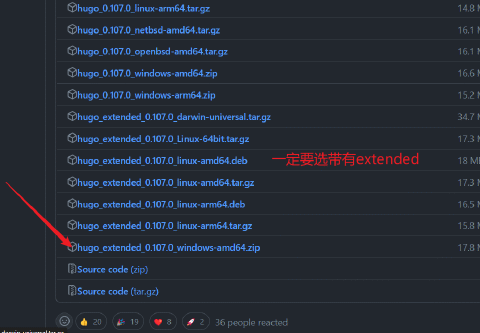 hugo_0.107.0_linux-arm64.tar.gz 14.8 M
hugo_0.107.0_netbsd-amd64.tar.gz 16.1
hugo_0.107.0_openbsd-amd64.tar.gz 16.1
hugo_0.107.0_windows-amd64.zip 16.6
hugo_0.107.0_windows-arm64.zip 15.2
hugo_extended_0.107.0_darwin-universal.tar.gz 34.7 M
hugo_extended_0.107.0_Linux-64bit.tar.gz 17.3
hugo_extended_0.107.0_linux-amd64.deb 一定要选带有extended 18 M
hugo_extended_0.107.0_linux-amd64.tar.gz 17.3
hugo_extended_0.107.0_linux-arm64.deb 16.5
hugo_extended_0.107.0_linux-arm64.tar.gz 15.8
hugo_extended_0.107.0_windows-amd64.zip 17.8 M
Source code (zip)
Source code (tar.gz)
20 19 8 2 36 people reacted